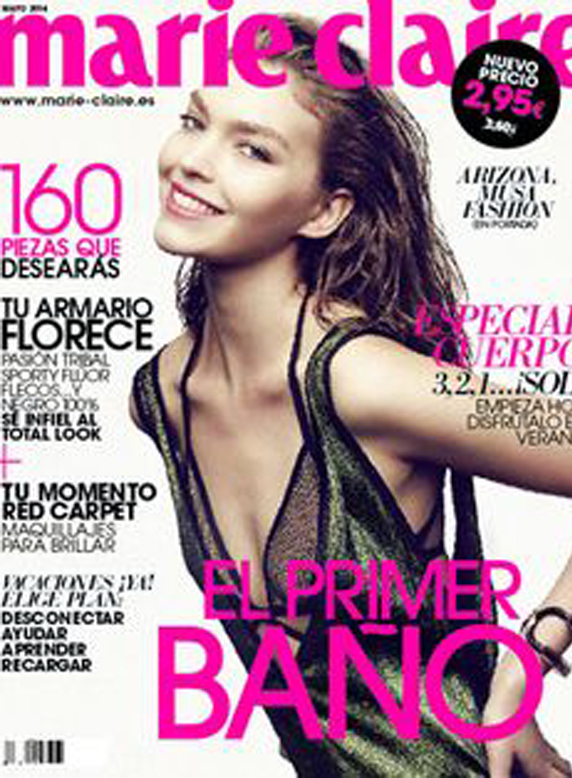 MAYO 2014
marie claire
www.marie-claire.es
NUEVO
PRECIO
2,95€
3,60€
160
PIEZAS QUE
DESEARÁS
ARIZONA,
MUSA
FASHION
(EN PORTADA)
TU ARMARIO
FLORECE
PASIÓN TRIBAL
SPORTY FLÚOR
FLECOS... Y
NEGRO 100%
SÉ INFIEL AL
TOTAL LOOK
+
TU MOMENTO
RED CARPET
MAQUILLAJES
PARA BRILLAR
VACACIONES ¡YA!
ELIGE PLAN:
DESCONECTAR
AYUDAR
APRENDER
RECARGAR
ESPECIAL
CUERPO
3,2,1...¡SOL
EMPIEZA HO
DISFRÚTALO E
VERAN
EL PRIMER
BAÑO